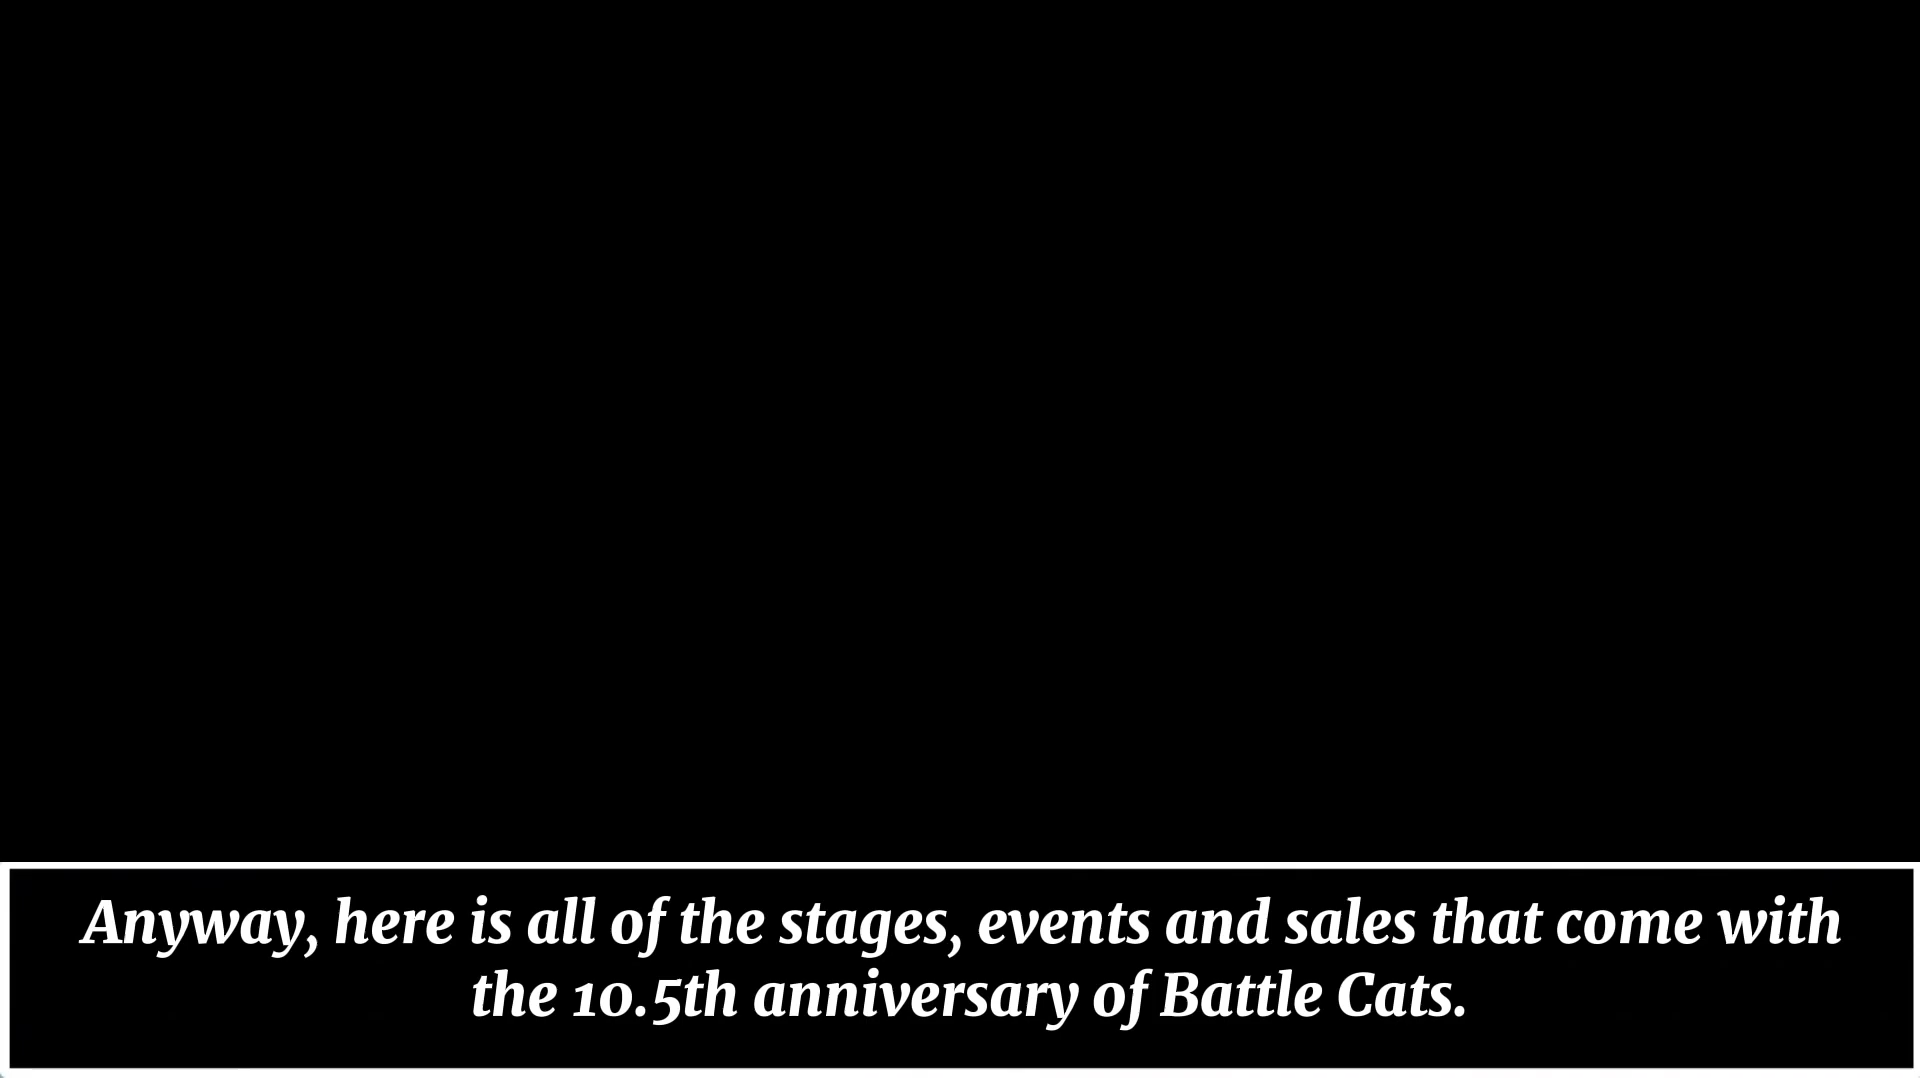 Anyway, here is all of the stages, events and sales that come with
the 10.5th anniversary of Battle Cats.